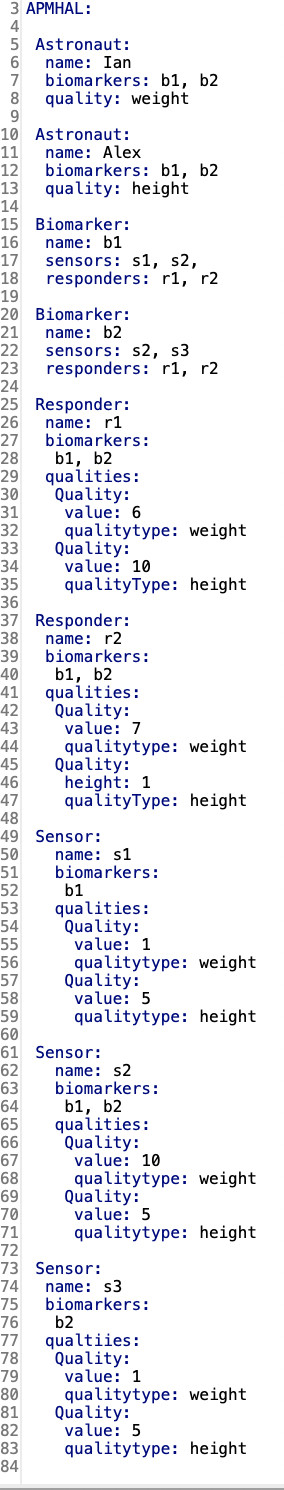 3 APMHAL:
4
5 Astronaut:
6 name: Ian
7 biomarkers: b1, b2
8 quality: weight
9
10 Astronaut:
11 name: Alex
12 biomarkers: b1, b2
13 quality: height
14
15 Biomarker:
16 name: b1
17 sensors: s1, s2,
18 responders: r1, r2
19
20 Biomarker:
21 name: b2
22 sensors: s2, s3
23 responders: r1, r2
24
25 Responder:
26 name: r1
27 biomarkers:
28 b1, b2
29 qualities:
30 Quality:
31 value: 6
32 qualitytype: weight
33 Quality:
34 value: 10
35 qualityType: height
36
37 Responder:
38 name: r2
39 biomarkers:
40 b1, b2
41 qualities:
42 Quality:
43 value: 7
44 qualitytype: weight
45 Quality:
46 height: 1
47 qualityType: height
48
49 Sensor:
50 name: s1
51 biomarkers:
52 b1
53 qualities:
54 Quality:
55 value: 1
56 qualitytype: weight
57 Quality:
58 value: 5
59 qualitytype: height
60
61 Sensor:
62 name: s2
63 biomarkers:
64 b1, b2
65 qualities:
66 Quality:
67 value: 10
68 qualitytype: weight
69 Quality:
70 value: 5
71 qualitytype: height
72
73 Sensor:
74 name: s3
75 biomarkers:
76 b2
77 qualtiies:
78 Quality:
79 value: 1
80 qualitytype: weight
81 Quality:
82 value: 5
83 qualitytype: height
84